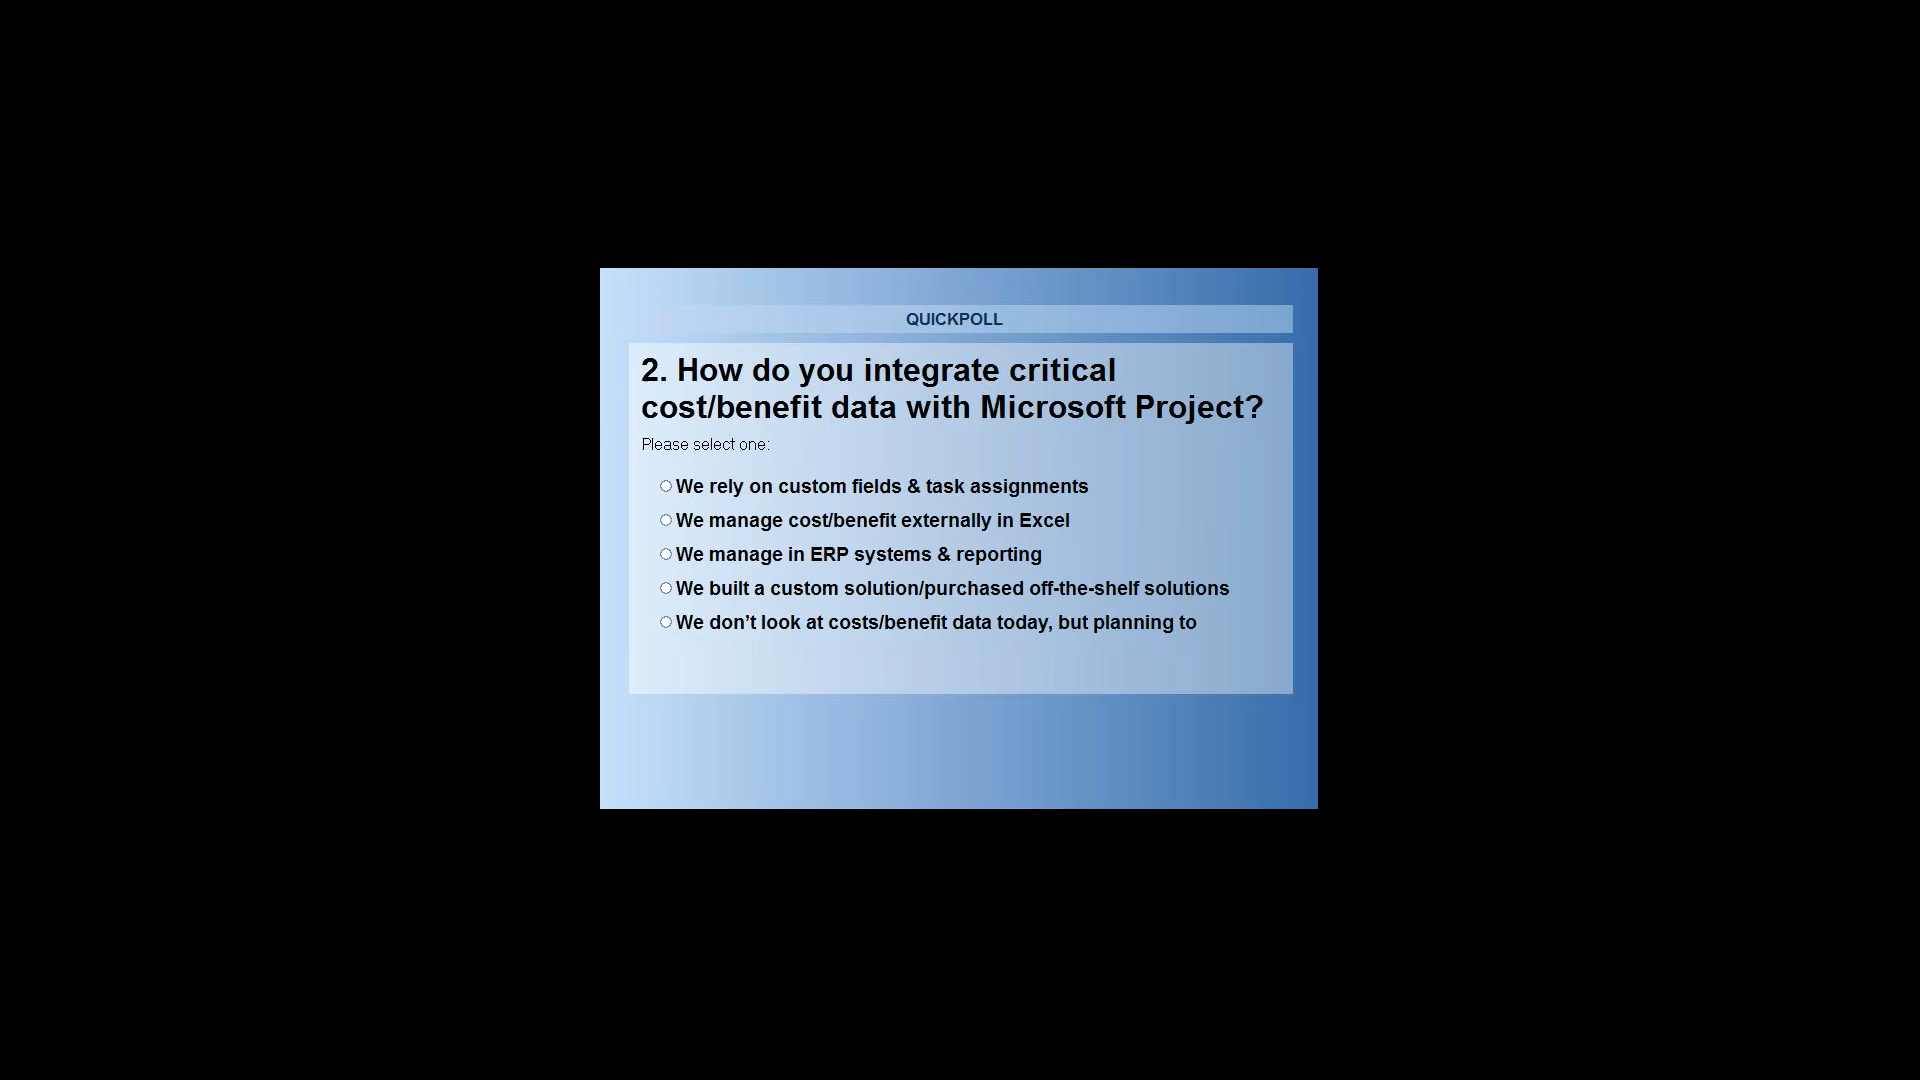 QUICKPOLL
2. How do you integrate critical
cost/benefit data with Microsoft Project?
Please select one:
We rely on custom fields & task assignments
We manage cost/benefit externally in Excel
We manage in ERP systems & reporting
We built a custom solution/purchased off-the-shelf solutions
We don’t look at costs/benefit data today, but planning to